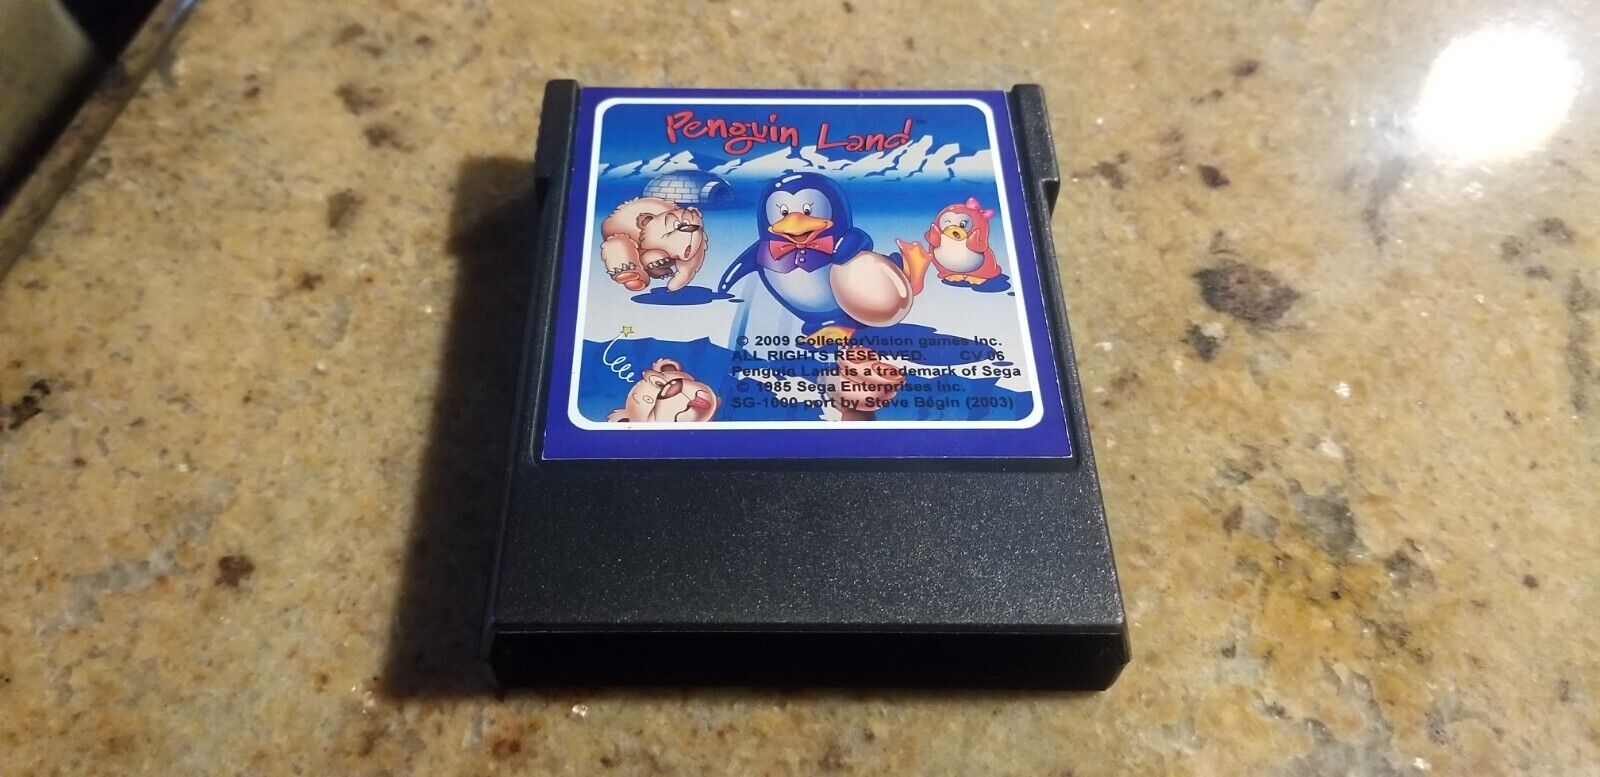 Penguin Land™
© 2009 CollectorVision games Inc.
ALL RIGHTS RESERVED. CV 06
Penguin Land is a trademark of Sega
© 1985 Sega Enterprises Inc.
SG-1000 port by Steve Bégin (2003)